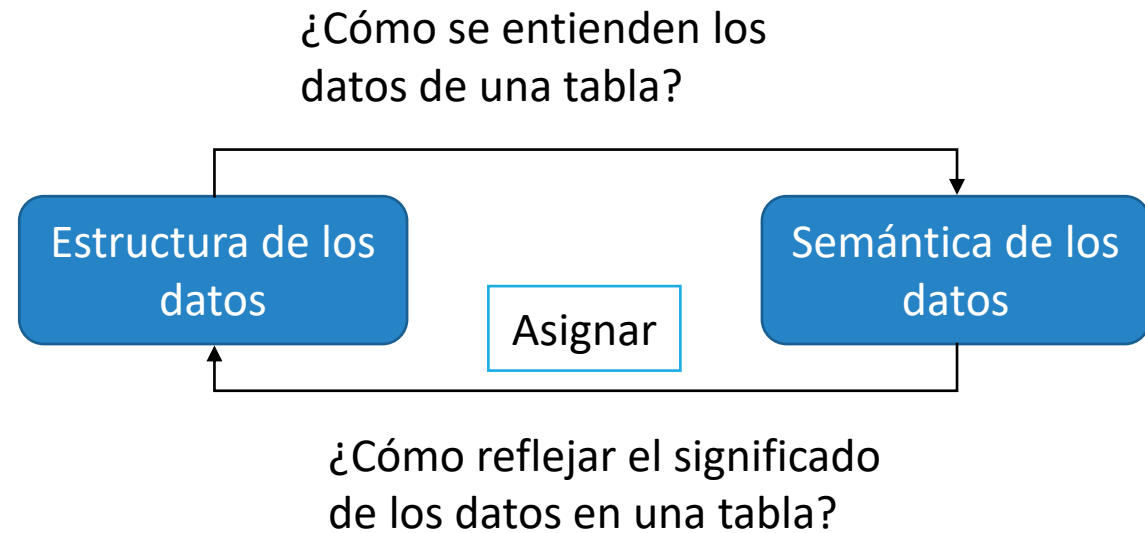 ¿Cómo se entienden los
datos de una tabla?
Estructura de los
datos
Semántica de los
datos
Asignar
¿Cómo reflejar el significado
de los datos en una tabla?